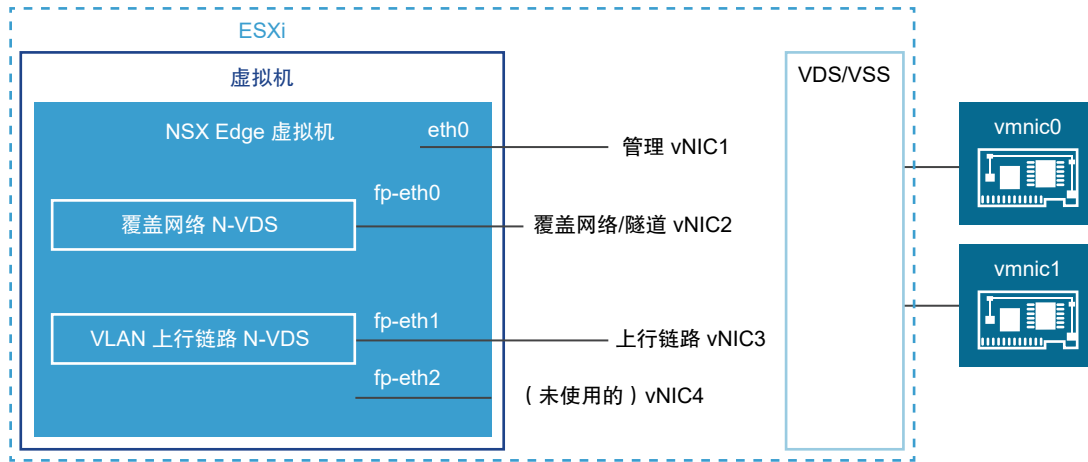 ESXi
虚拟机
VDS/VSS
NSX Edge 虚拟机
eth0
管理 vNIC1
vmnic0
fp-eth0
覆盖网络 N-VDS
覆盖网络/隧道 vNIC2
vmnic1
fp-eth1
VLAN 上行链路 N-VDS
上行链路 vNIC3
fp-eth2
（未使用的）vNIC4